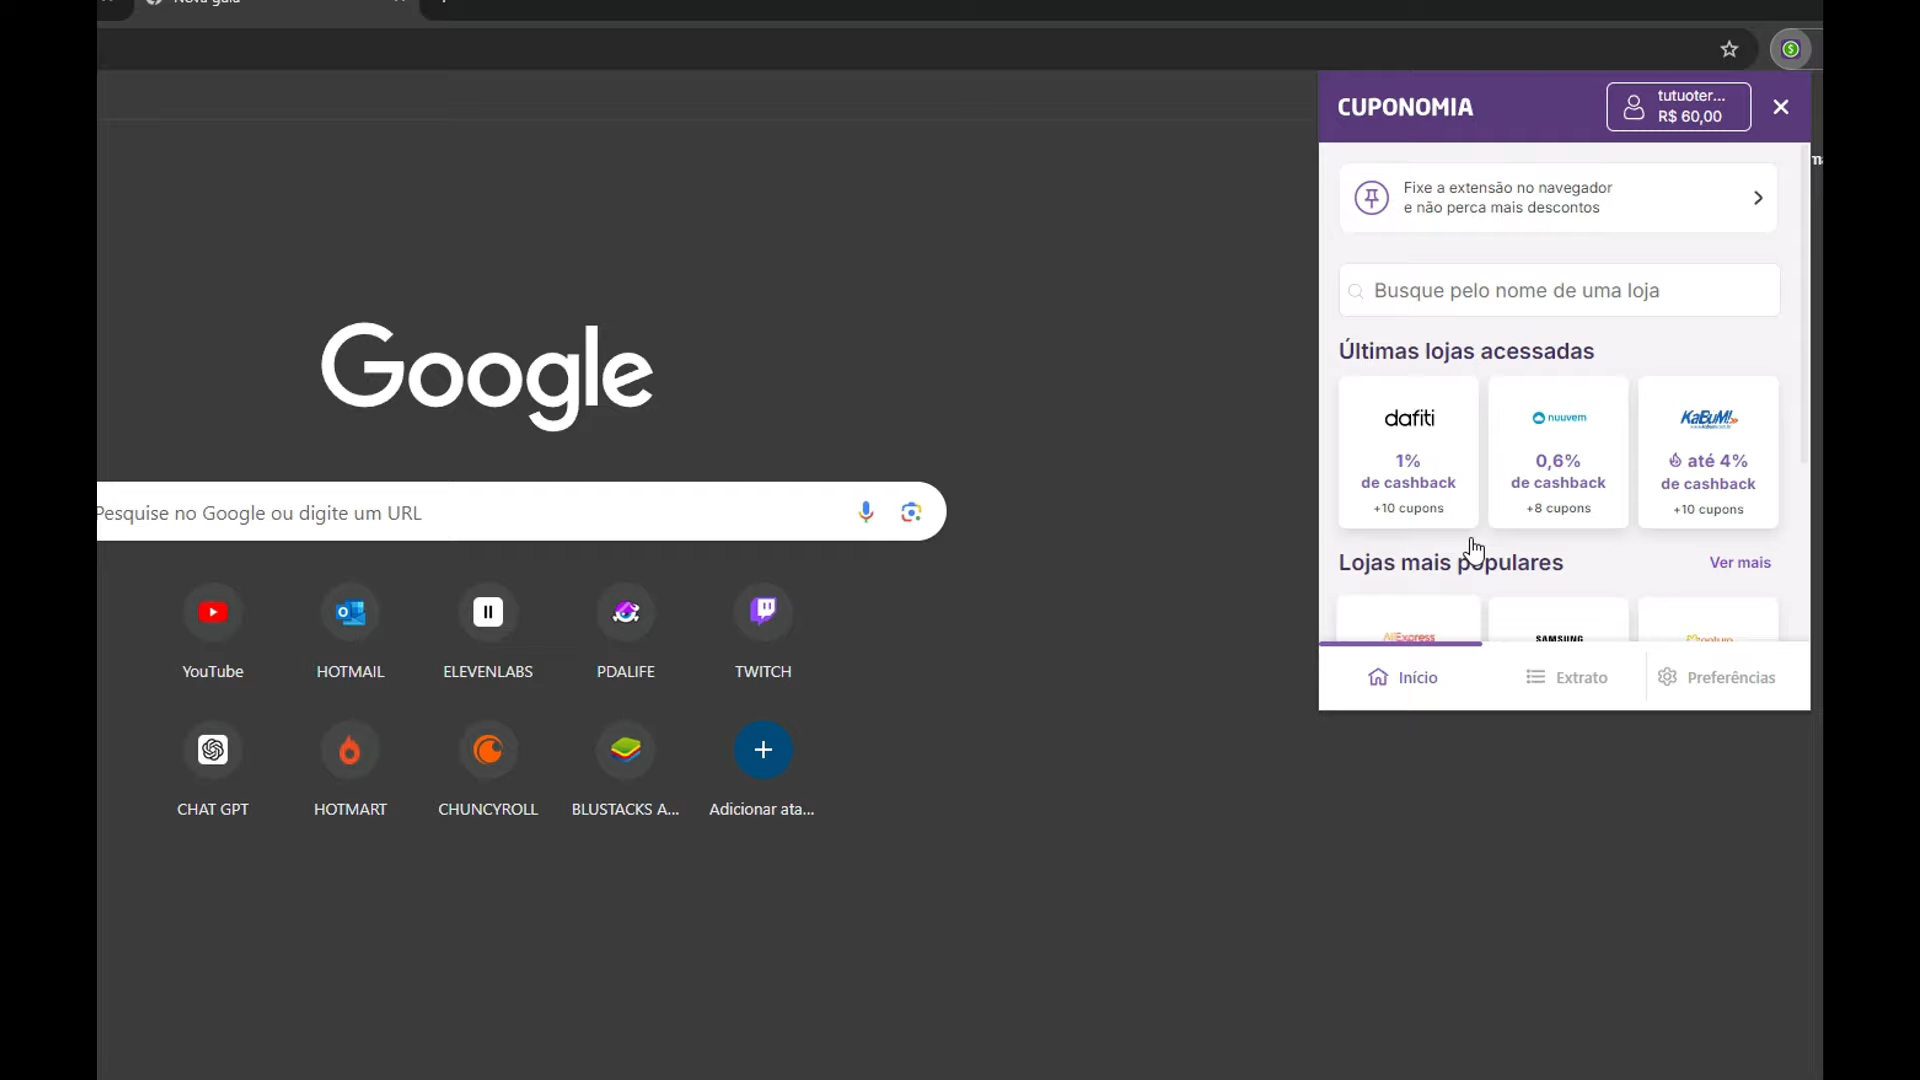 Nova guia
CUPONOMIA
tutuoter...
R$ 60,00
Fixe a extensão no navegador
e não perca mais descontos
Busque pelo nome de uma loja
Últimas lojas acessadas
dafiti
1%
de cashback
+10 cupons
nuuvem
0,6%
de cashback
+8 cupons
KaBuM!
até 4%
de cashback
+10 cupons
Lojas mais populares
Ver mais
AliExpress
SAMSUNG
Início
Extrato
Preferências
Google
Pesquise no Google ou digite um URL
YouTube
HOTMAIL
ELEVENLABS
PDALIFE
TWITCH
CHAT GPT
HOTMART
CHUNCYROLL
BLUSTACKS A...
Adicionar ata...